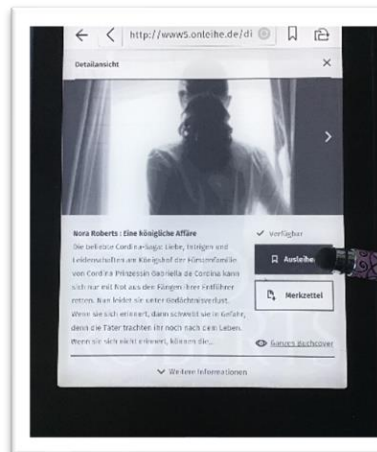 http://www5.onleihe.de/di
Detailansicht
Nora Roberts : Eine königliche Affäre
Die beliebte Cordina-Saga: Liebe, Intrigen und
Leidenschaften am Königshof der Fürstenfamilie
von Cordina Prinzessin Gabriella de Cordina kann
sich nur mit Not aus den Fängen ihrer Entführer
retten. Nun leidet sie unter Gedächtnisverlust.
Wenn sie sich erinnert, dann schwebt sie in Gefahr,
denn die Täter trachten ihr noch nach dem Leben.
Wenn sie sich nicht erinnert, können die...
Verfügbar
Ausleihe
Merkzettel
Ganzes Buchcover
Weitere Informationen